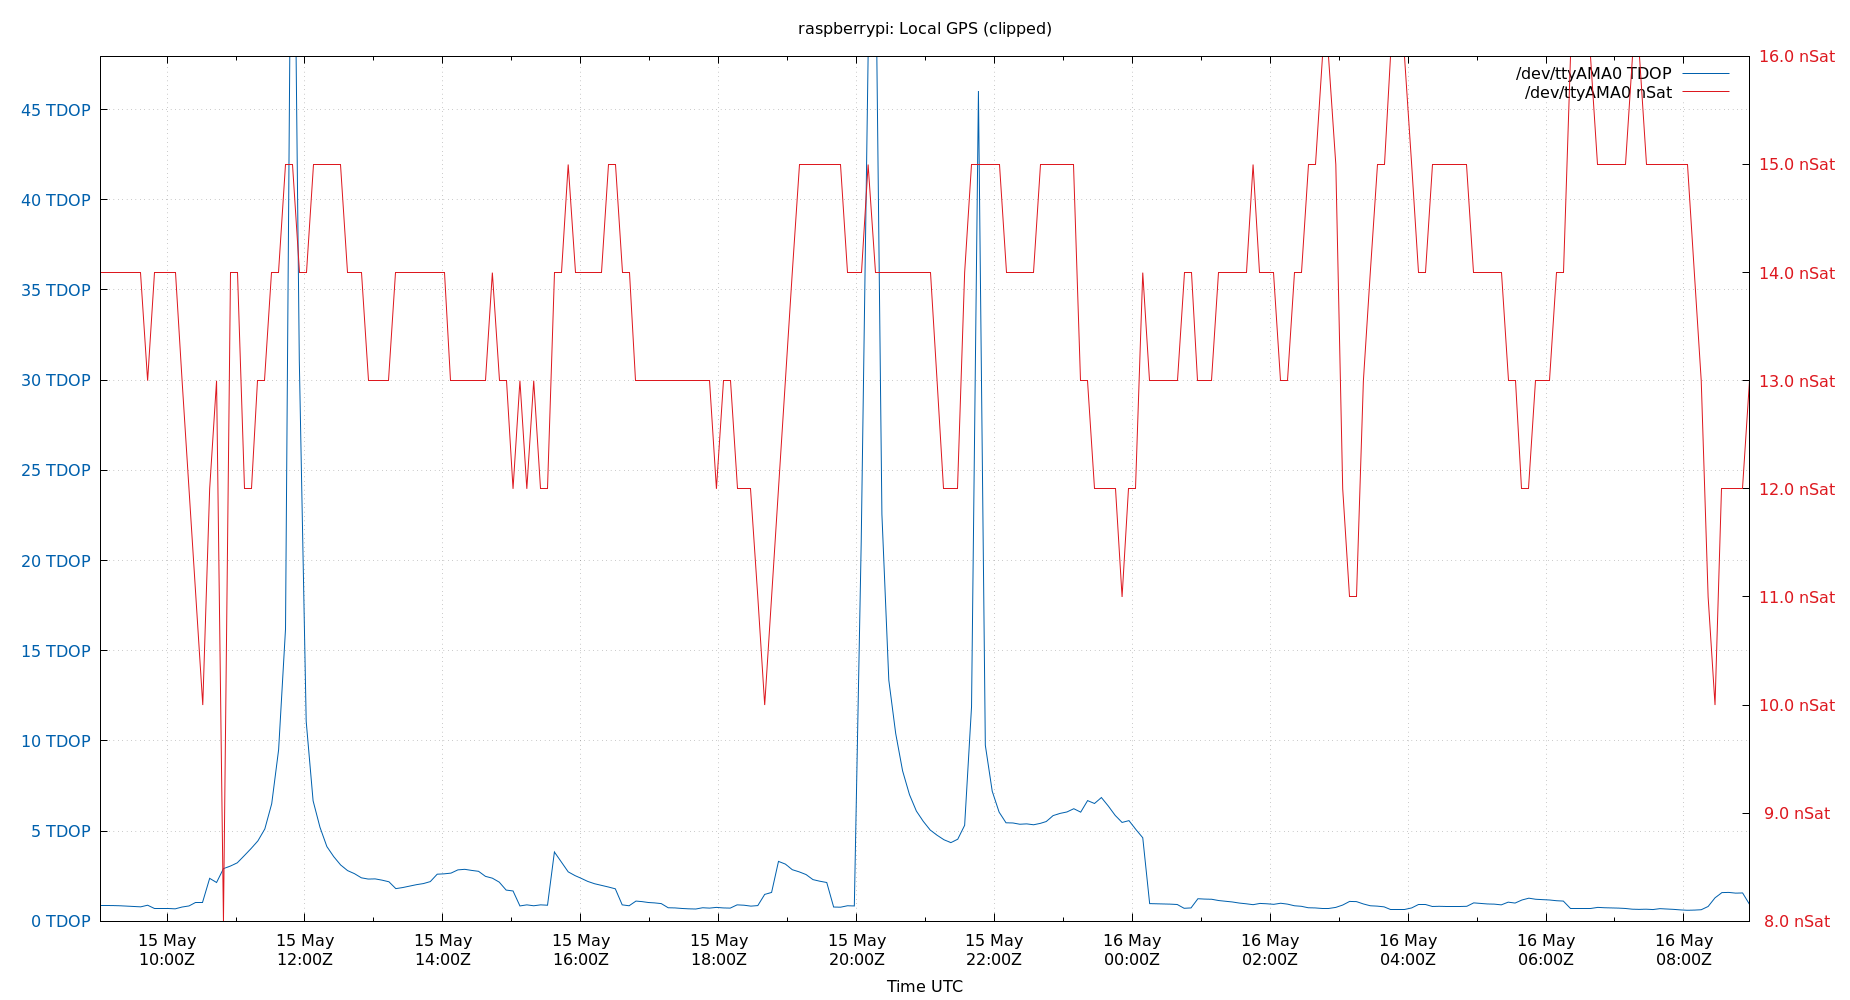 raspberrypi: Local GPS (clipped)
/dev/ttyAMA0 TDOP
/dev/ttyAMA0 nSat
45 TDOP
40 TDOP
35 TDOP
30 TDOP
25 TDOP
20 TDOP
15 TDOP
10 TDOP
5 TDOP
0 TDOP
16.0 nSat
15.0 nSat
14.0 nSat
13.0 nSat
12.0 nSat
11.0 nSat
10.0 nSat
9.0 nSat
8.0 nSat
15 May
10:00Z
15 May
12:00Z
15 May
14:00Z
15 May
16:00Z
15 May
18:00Z
15 May
20:00Z
15 May
22:00Z
16 May
00:00Z
16 May
02:00Z
16 May
04:00Z
16 May
06:00Z
16 May
08:00Z
Time UTC